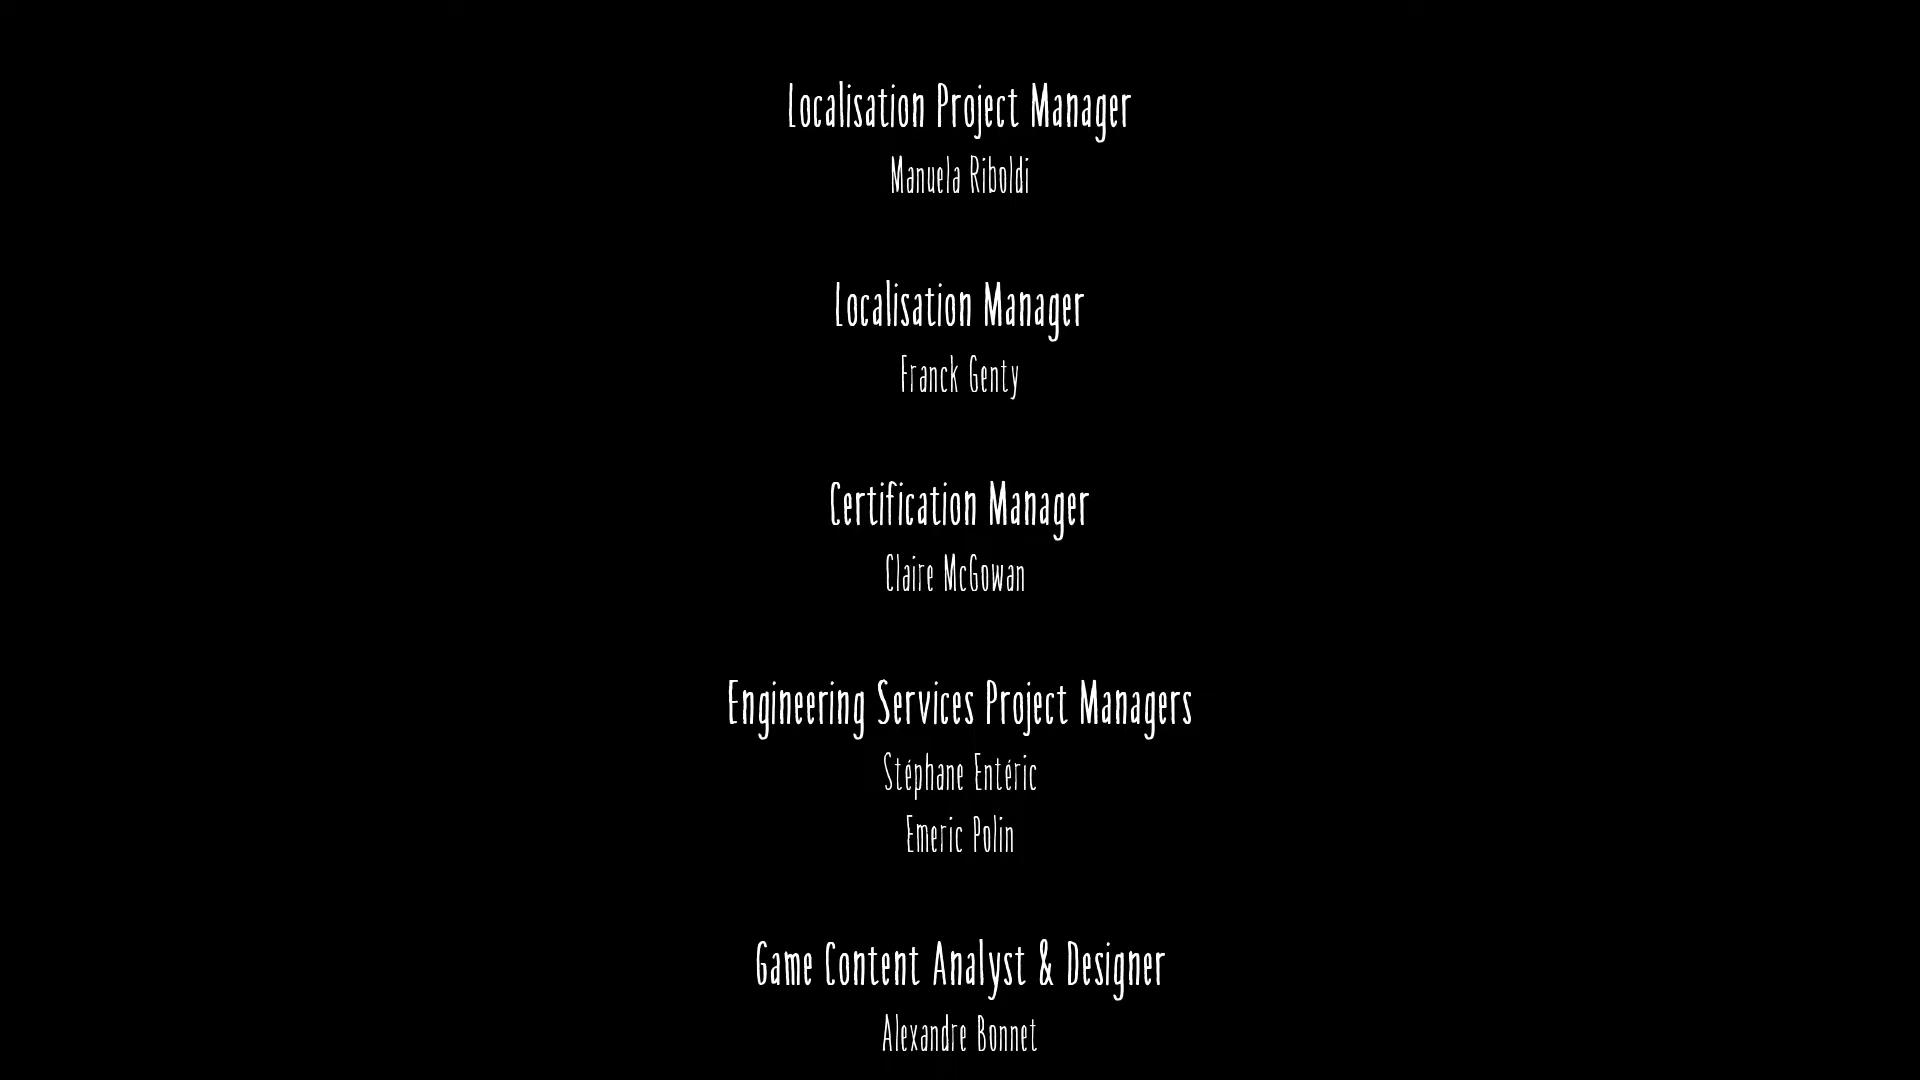 Localisation Project Manager
Manuela Riboldi
Localisation Manager
Franck Genty
Certification Manager
Claire McGowan
Engineering Services Project Managers
Stéphane Entéric
Emeric Polin
Game Content Analyst & Designer
Alexandre Bonnet